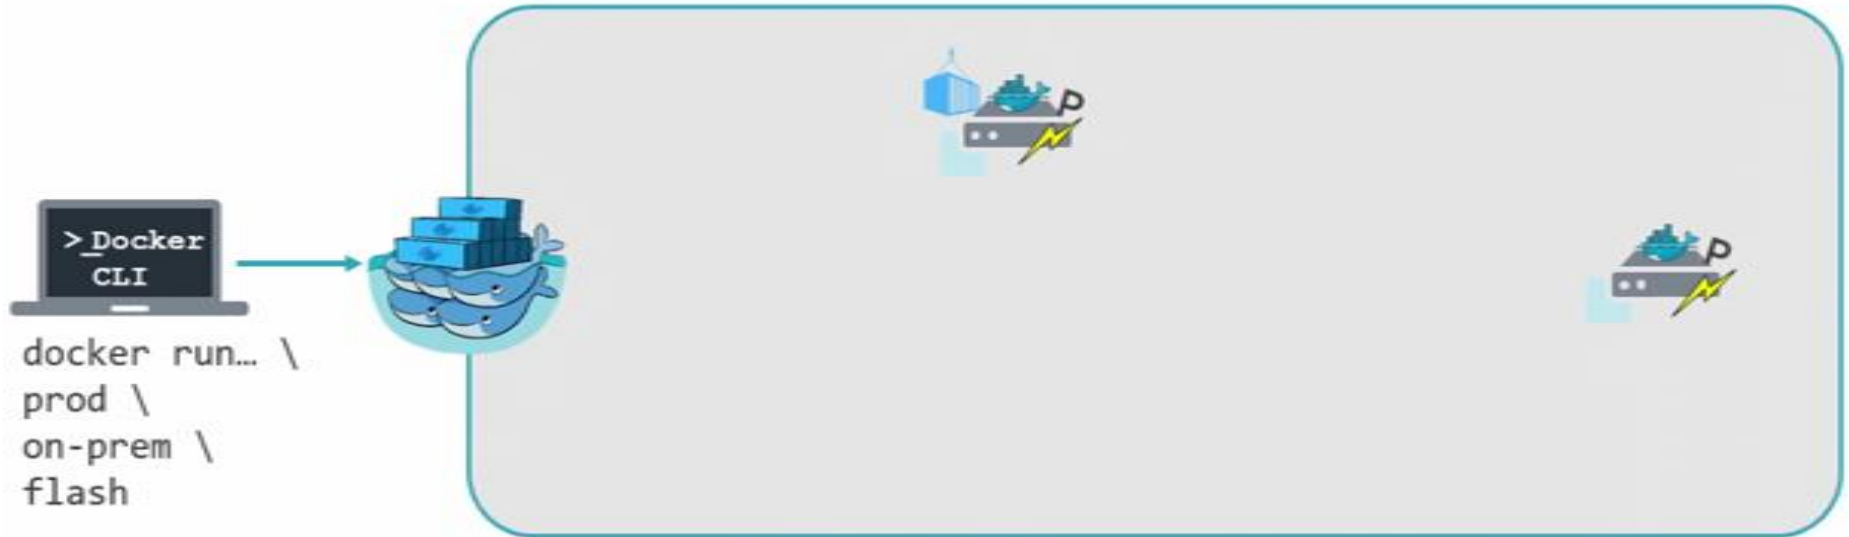 >_Docker
CLI
docker run… \
prod \
on-prem \
flash
P
P